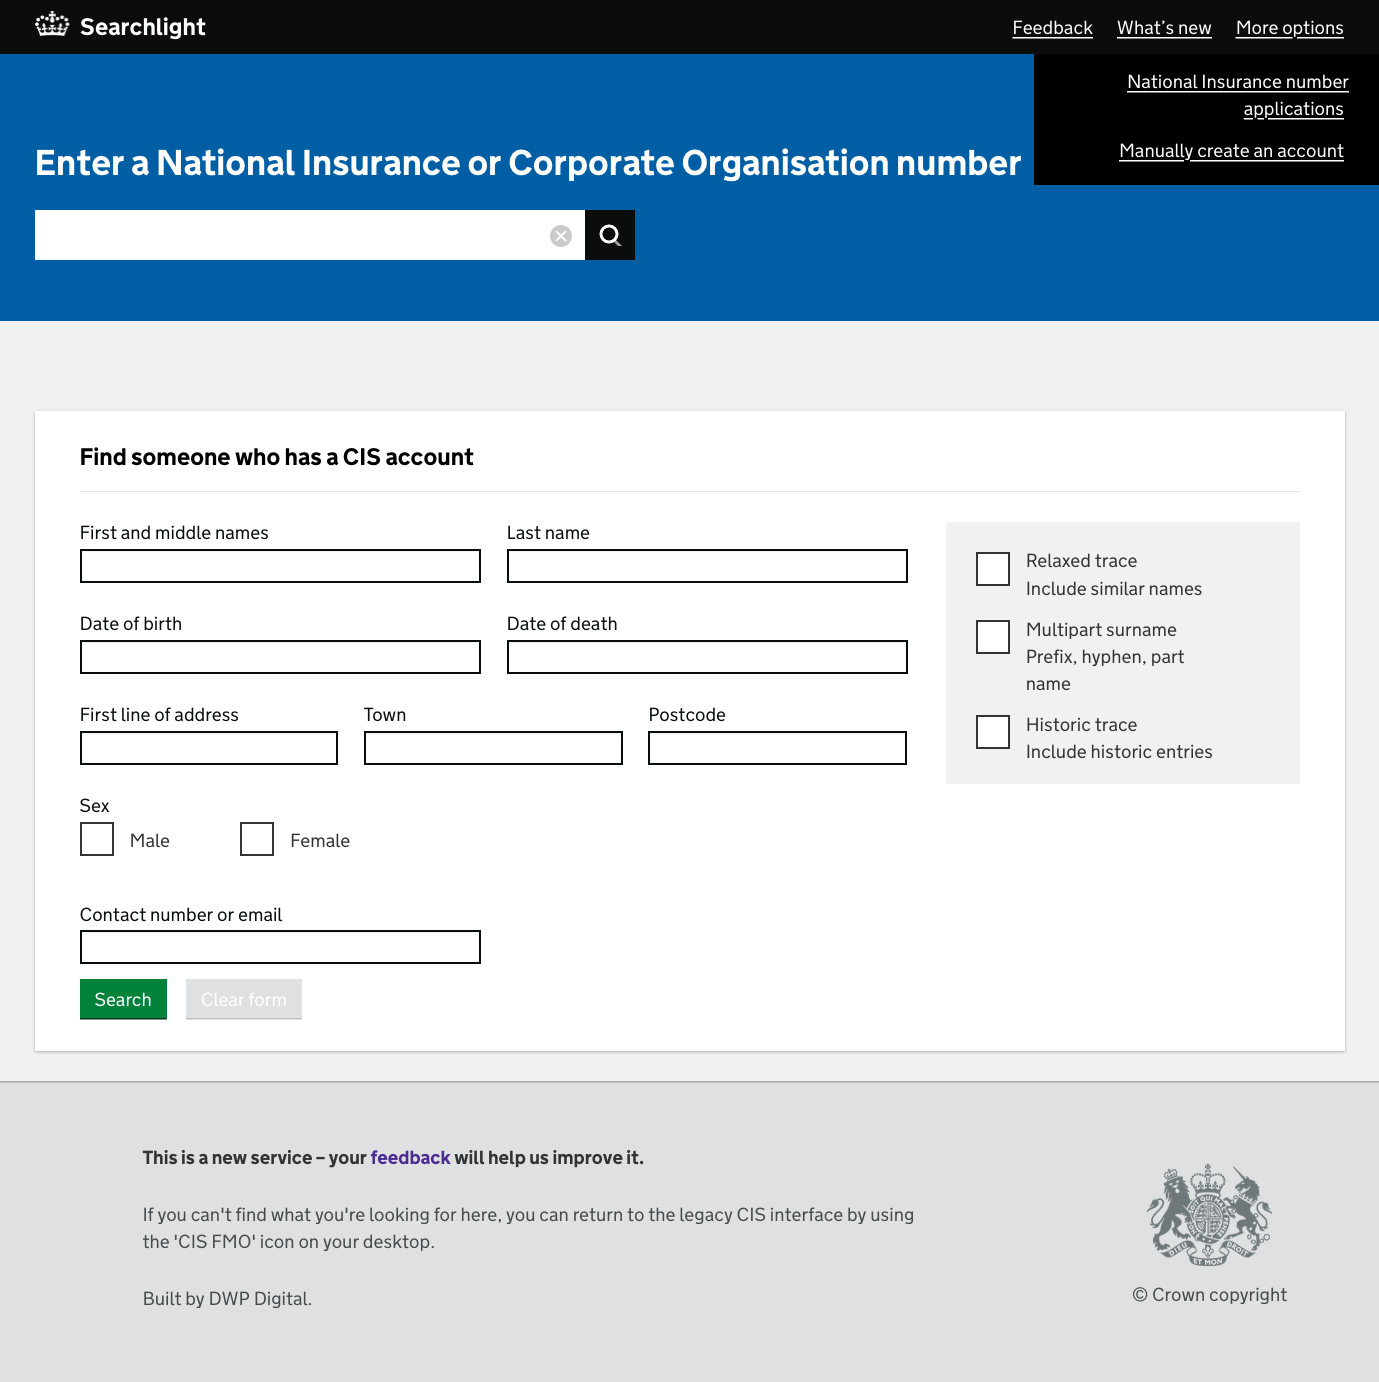 Searchlight
Feedback What's new More options
National Insurance number
applications
Manually create an account
Enter a National Insurance or Corporate Organisation number
Find someone who has a CIS account
First and middle names
Last name
Date of birth
Date of death
First line of address
Town
Postcode
Sex
Male
Female
Contact number or email
Search
Clear form
Relaxed trace
Include similar names
Multipart surname
Prefix, hyphen, part
name
Historic trace
Include historic entries
This is a new service – your feedback will help us improve it.
If you can't find what you're looking for here, you can return to the legacy CIS interface by using
the 'CIS FMO' icon on your desktop.
Built by DWP Digital.
DIEU ET MON DROIT
© Crown copyright